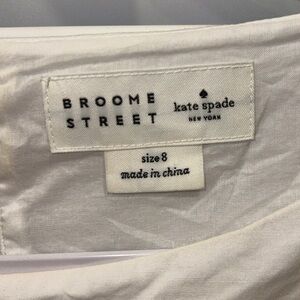 BROOME
STREET
kate spade
NEW YORK
size 8
made in china